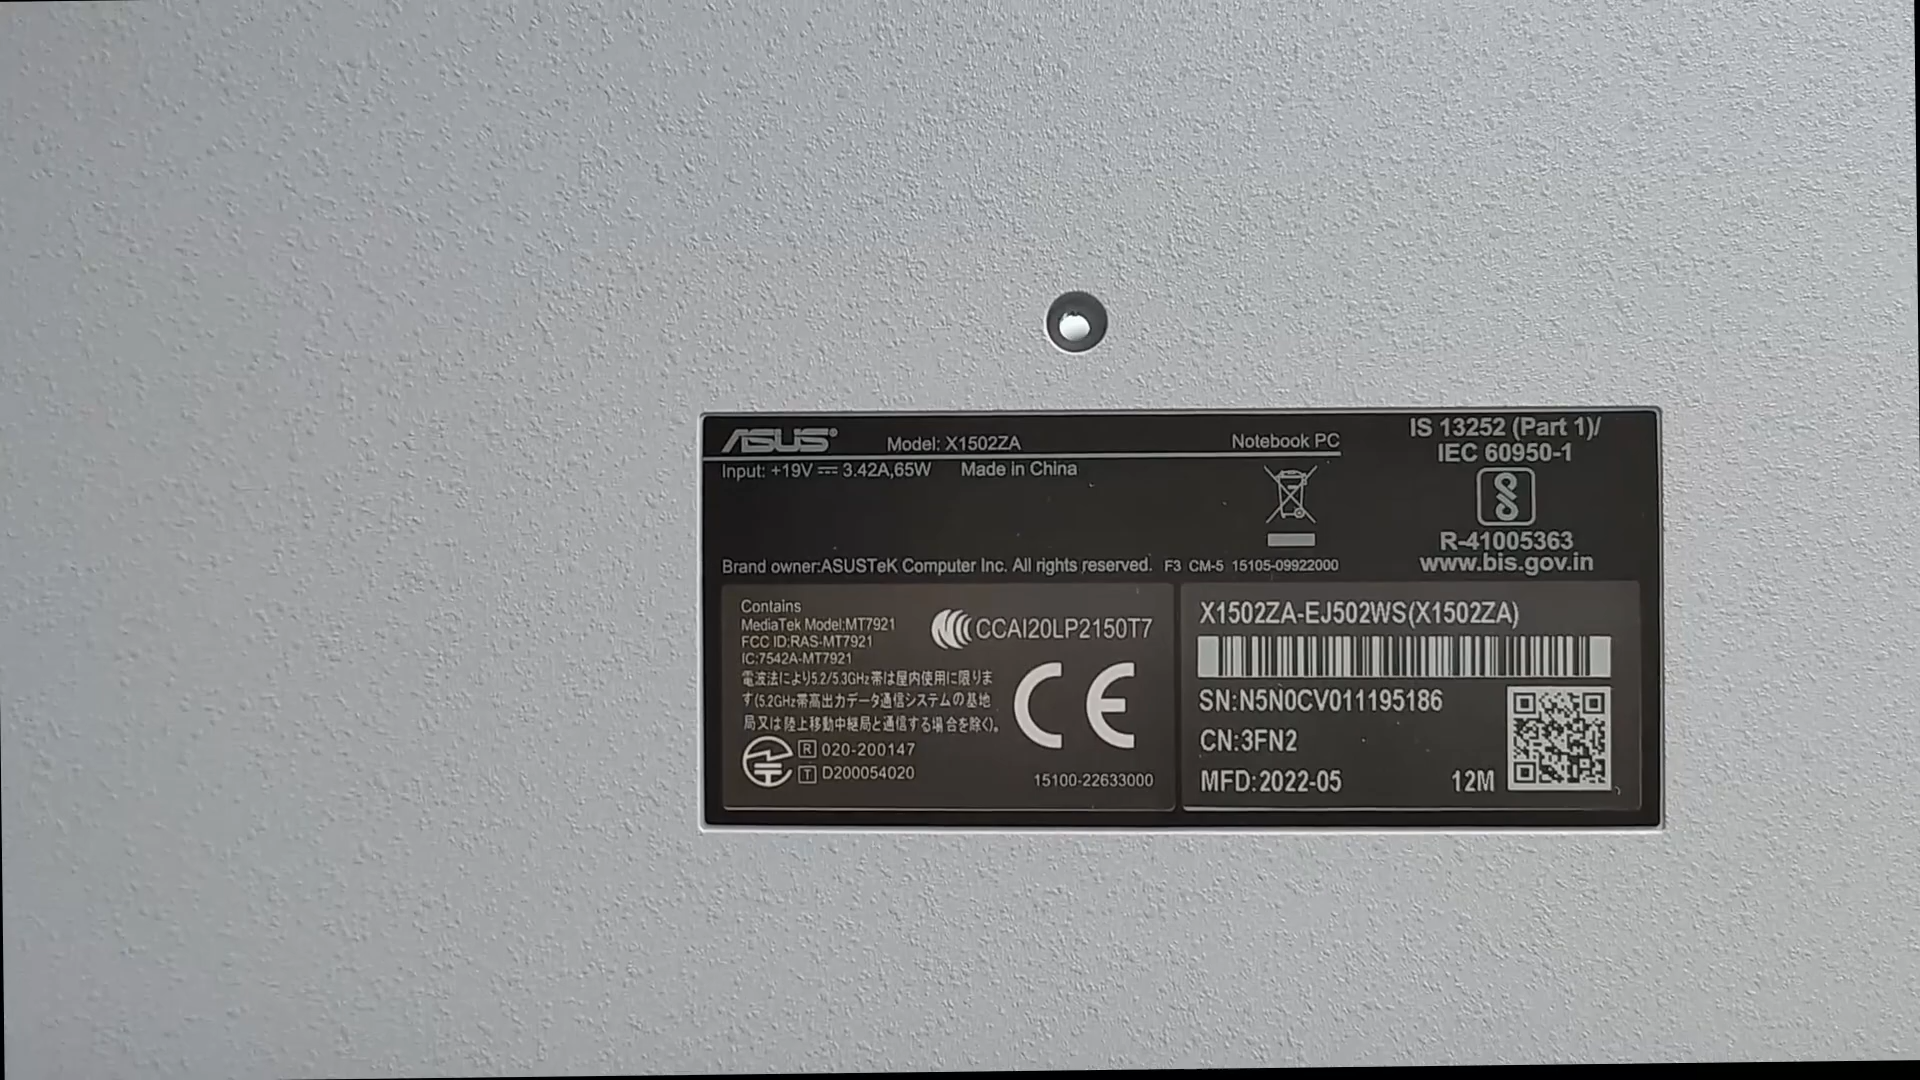 ASUS® Model: X1502ZA Notebook PC
Input: +19V ⎓ 3.42A,65W Made in China
Brand owner:ASUSTeK Computer Inc. All rights reserved. F3 CM-5 15105-09922000
IS 13252 (Part 1)/
IEC 60950-1
R-41005363
www.bis.gov.in
Contains
MediaTek Model:MT7921
FCC ID:RAS-MT7921
IC:7542A-MT7921
CCAI20LP2150T7
電波法により5.2/5.3GHz帯は屋内使用に限りま
す(5.2GHz帯高出力データ通信システムの基地
局又は陸上移動中継局と通信する場合を除く)。
CE
R 020-200147
T D200054020
15100-22633000
X1502ZA-EJ502WS(X1502ZA)
SN:N5N0CV011195186
CN:3FN2
MFD:2022-05 12M